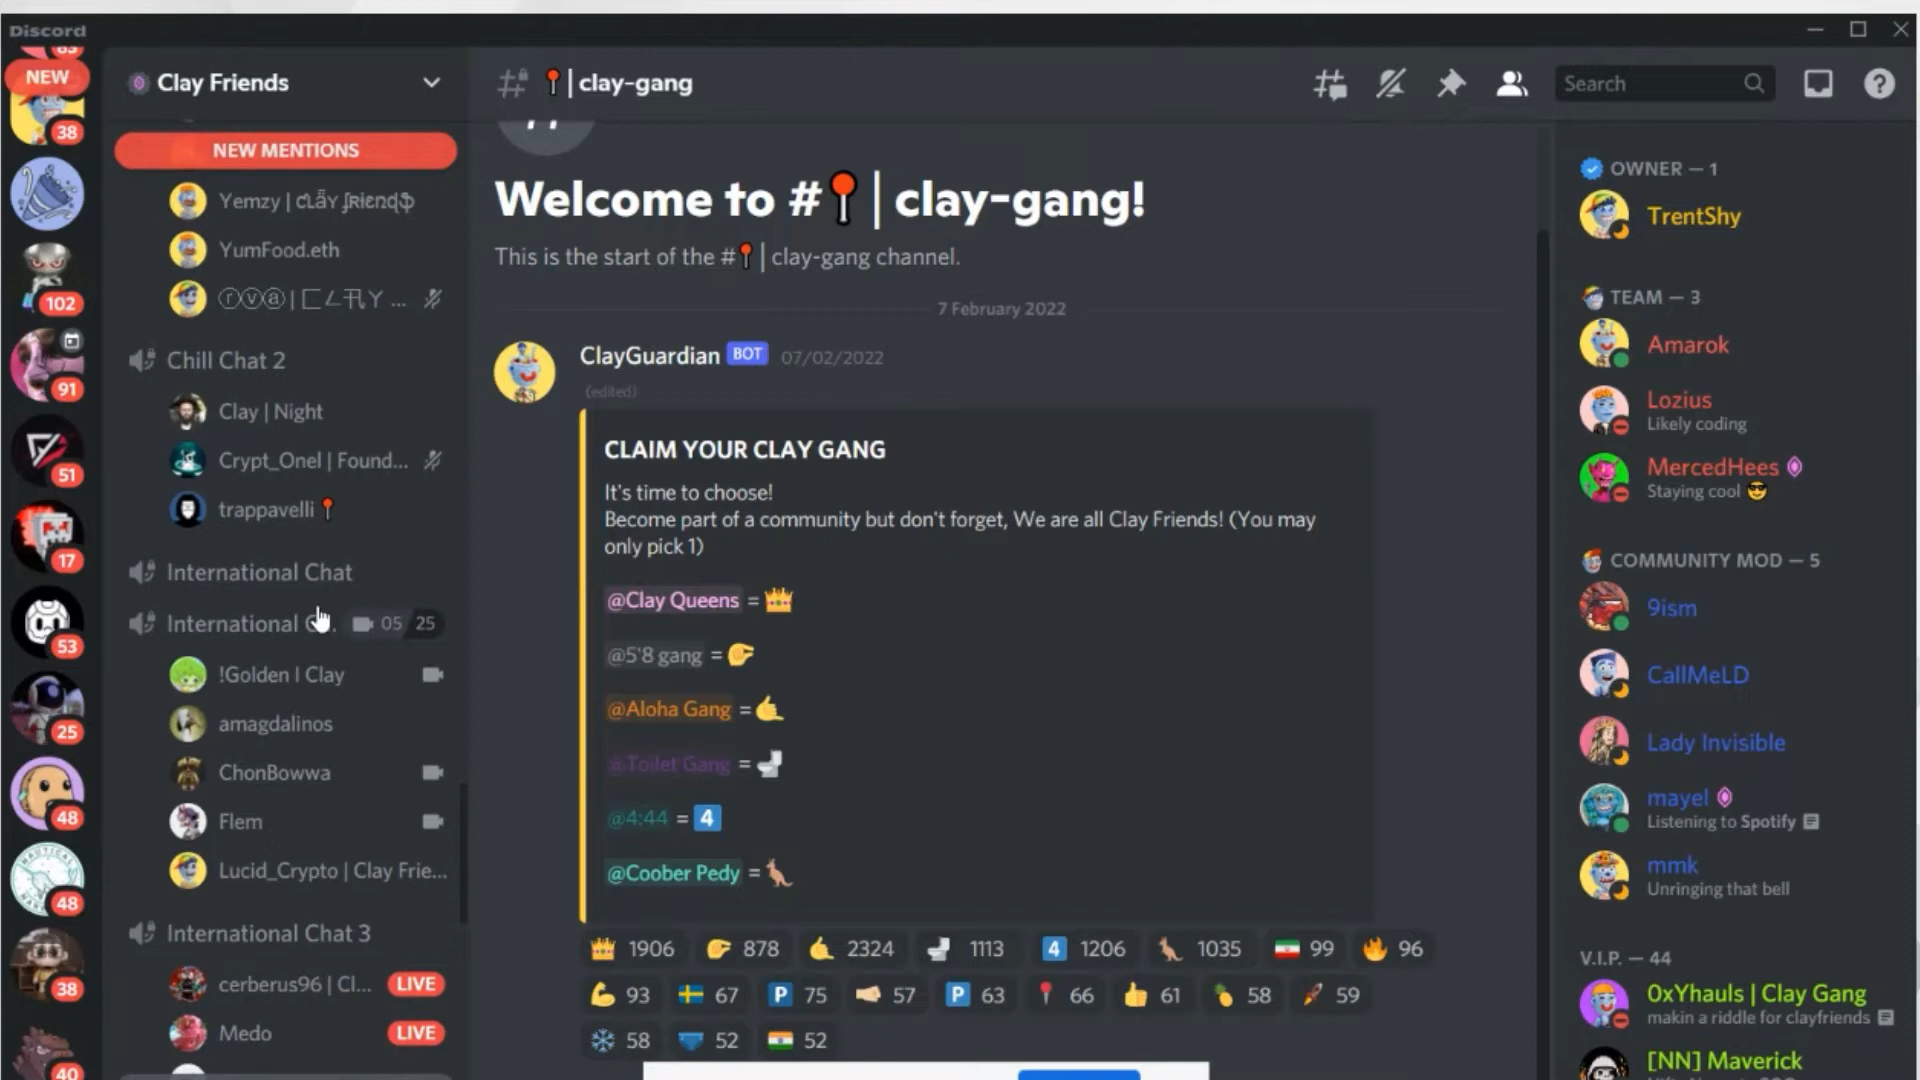 Discord
63
NEW
38
102
91
51
17
53
25
48
48
38
40
Clay Friends
NEW MENTIONS
YumFood.eth
Chill Chat 2
Clay | Night
Crypt_Onel | Found...
trappavelli
International Chat
International
05 25
!Golden l Clay
amagdalinos
ChonBowwa
Flem
Lucid_Crypto | Clay Frie...
International Chat 3
cerberus96 | Cl... LIVE
Medo LIVE
# 📍| clay-gang
Search
Welcome to #📍| clay-gang!
This is the start of the #📍| clay-gang channel.
7 February 2022
ClayGuardian BOT 07/02/2022
(edited)
CLAIM YOUR CLAY GANG
It's time to choose!
Become part of a community but don't forget, We are all Clay Friends! (You may
only pick 1)
@Clay Queens = 👑
@5'8 gang =
@Aloha Gang = 🤙
Toilet Gang = 🚽
@4:44 = 4
@Coober Pedy = 🦘
1906 878 2324 1113 4 1206 1035 99 96
93 67 P 75 57 P 63 66 61 58 59
58 52 52
OWNER — 1
TrentShy
TEAM — 3
Amarok
Lozius
Likely coding
MercedHees
Staying cool 😎
COMMUNITY MOD — 5
9ism
CallMeLD
Lady Invisible
mayel
Listening to Spotify
mmk
Unringing that bell
V.I.P. — 44
0xYhauls | Clay Gang
makin a riddle for clayfriends
[NN] Maverick